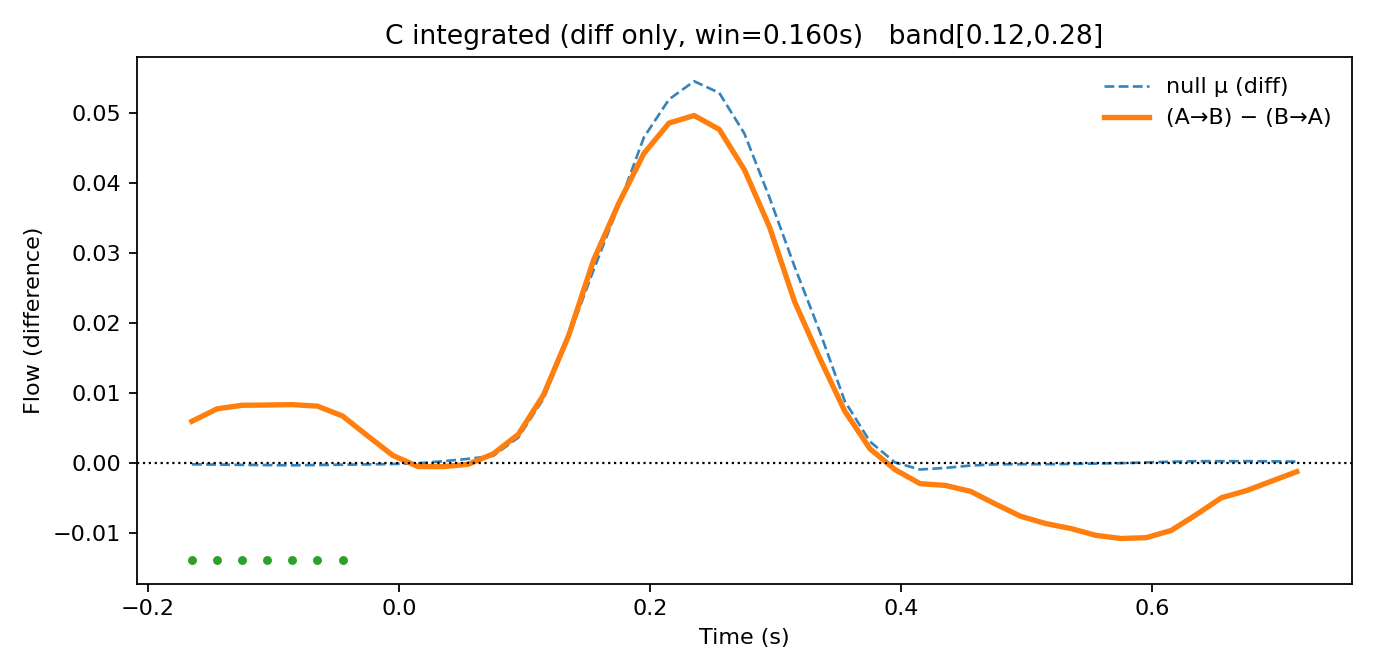 C integrated (diff only, win=0.160s)   band[0.12,0.28]
null μ (diff)
(A→B) − (B→A)
Flow (difference)
0.05
0.04
0.03
0.02
0.01
0.00
−0.01
−0.2
0.0
0.2
0.4
0.6
Time (s)